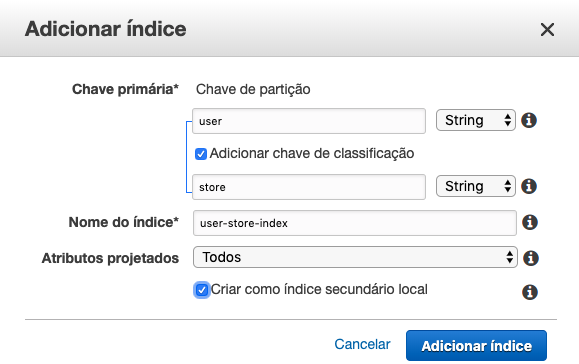 Adicionar índice
Chave primária* Chave de partição
user String
Adicionar chave de classificação
store String
Nome do índice* user-store-index
Atributos projetados Todos
Criar como índice secundário local
Cancelar Adicionar índice